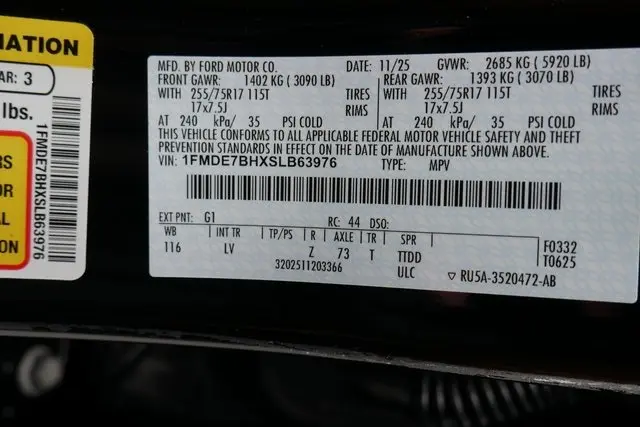 MATION
AR: 3
lbs.
RS
OR
AL
ON
1FMDE7BHXSLB63976
MFD. BY FORD MOTOR CO. DATE: 11/25 GVWR: 2685 KG ( 5920 LB)
FRONT GAWR: 1402 KG ( 3090 LB) REAR GAWR: 1393 KG ( 3070 LB)
WITH 255/75R17 115T TIRES WITH 255/75R17 115T TIRES
17x7.5J RIMS 17x7.5J RIMS
AT 240 kPa/ 35 PSI COLD AT 240 kPa/ 35 PSI COLD
THIS VEHICLE CONFORMS TO ALL APPLICABLE FEDERAL MOTOR VEHICLE SAFETY AND THEFT
PREVENTION STANDARDS IN EFFECT ON THE DATE OF MANUFACTURE SHOWN ABOVE.
VIN: 1FMDE7BHXSLB63976 TYPE: MPV
EXT PNT: G1 RC: 44 DSO:
WB INT TR TP/PS R AXLE TR SPR F0332
116 LV Z 73 T TTDD T0625
3202511203366 ULC ▽ RU5A-3520472-AB